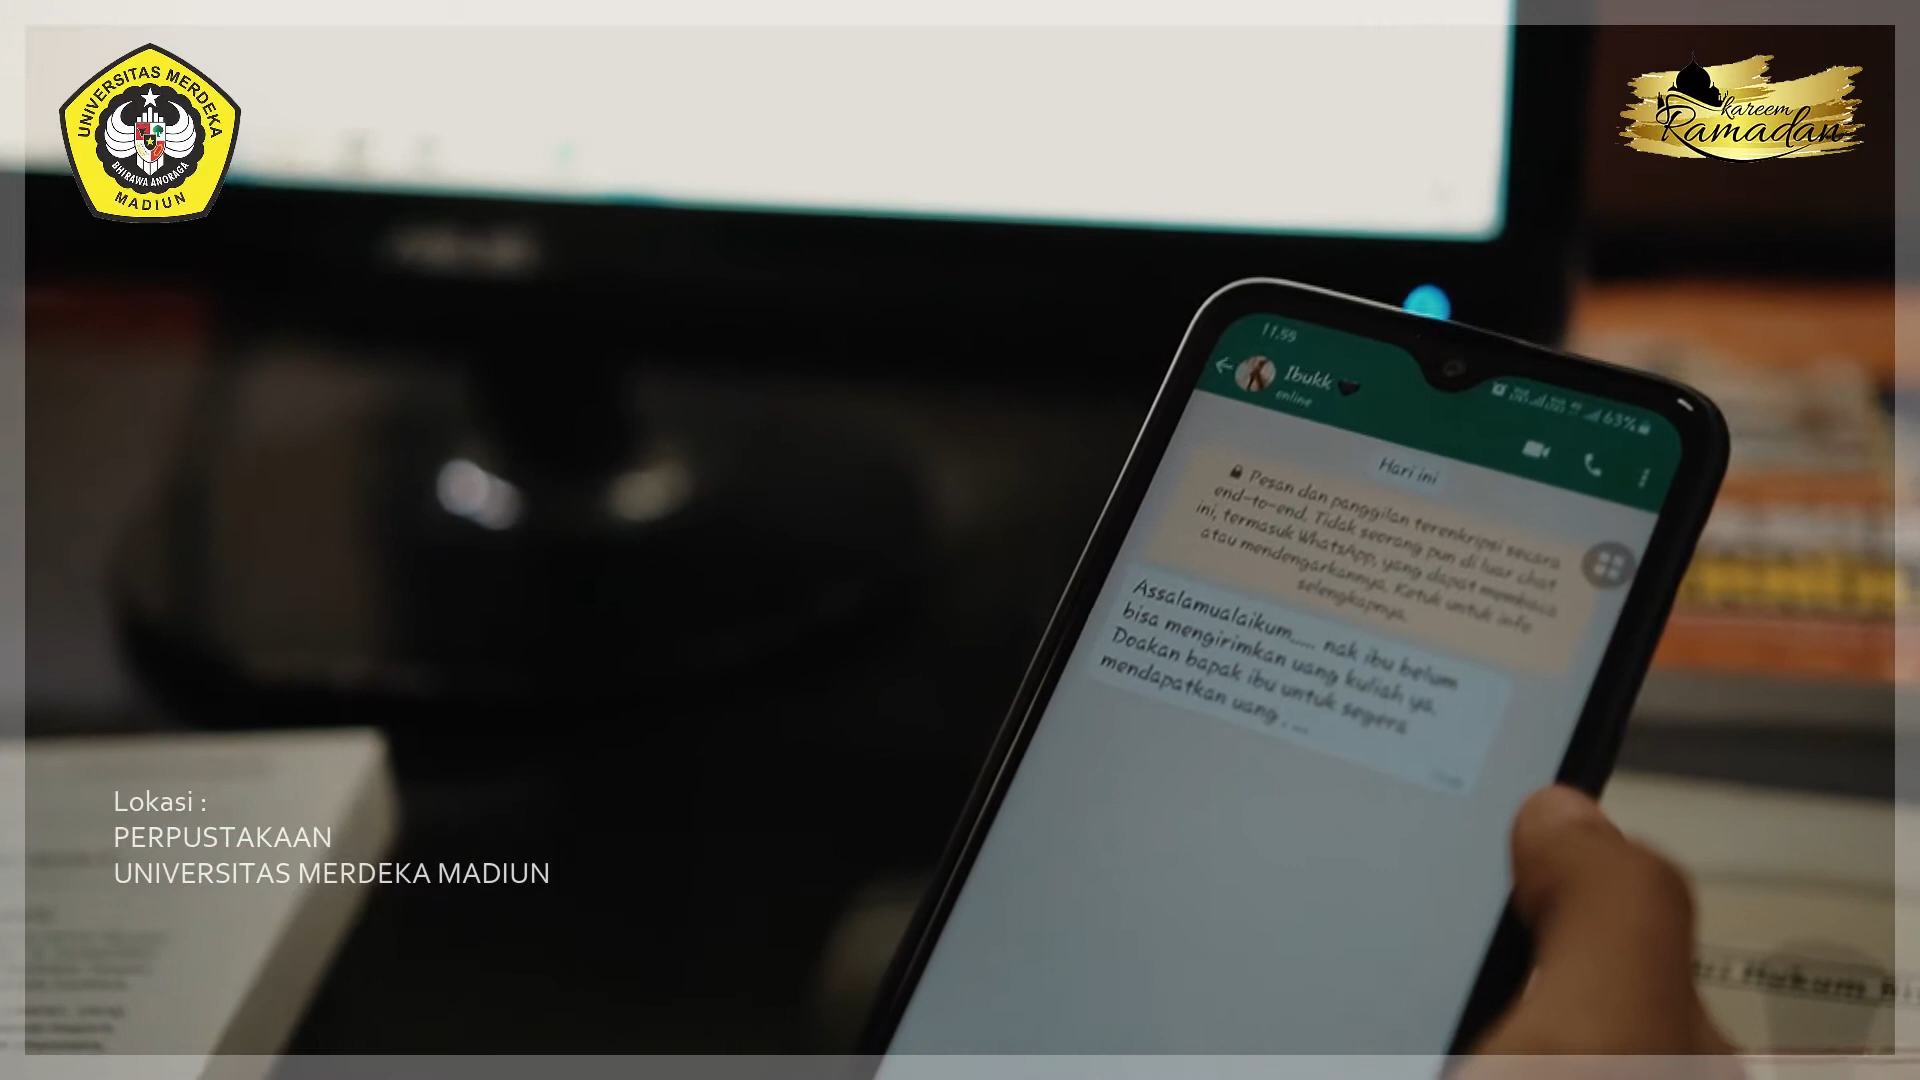 UNIVERSITAS MERDEKA
BHIRAWA ANORAGA
MADIUN
kareem
Ramadan
11.55
Ibukk
online
63%
Hari ini
Pesan dan panggilan terenkripsi secara
end-to-end. Tidak seorang pun di luar chat
ini, termasuk WhatsApp, yang dapat membaca
atau mendengarkannya. Ketuk untuk info
selengkapnya.
Assalamualaikum..... nak ibu belum
bisa mengirimkan uang kuliah ya.
Doakan bapak ibu untuk segera
mendapatkan uang . ...
Lokasi :
PERPUSTAKAAN
UNIVERSITAS MERDEKA MADIUN
Hukum